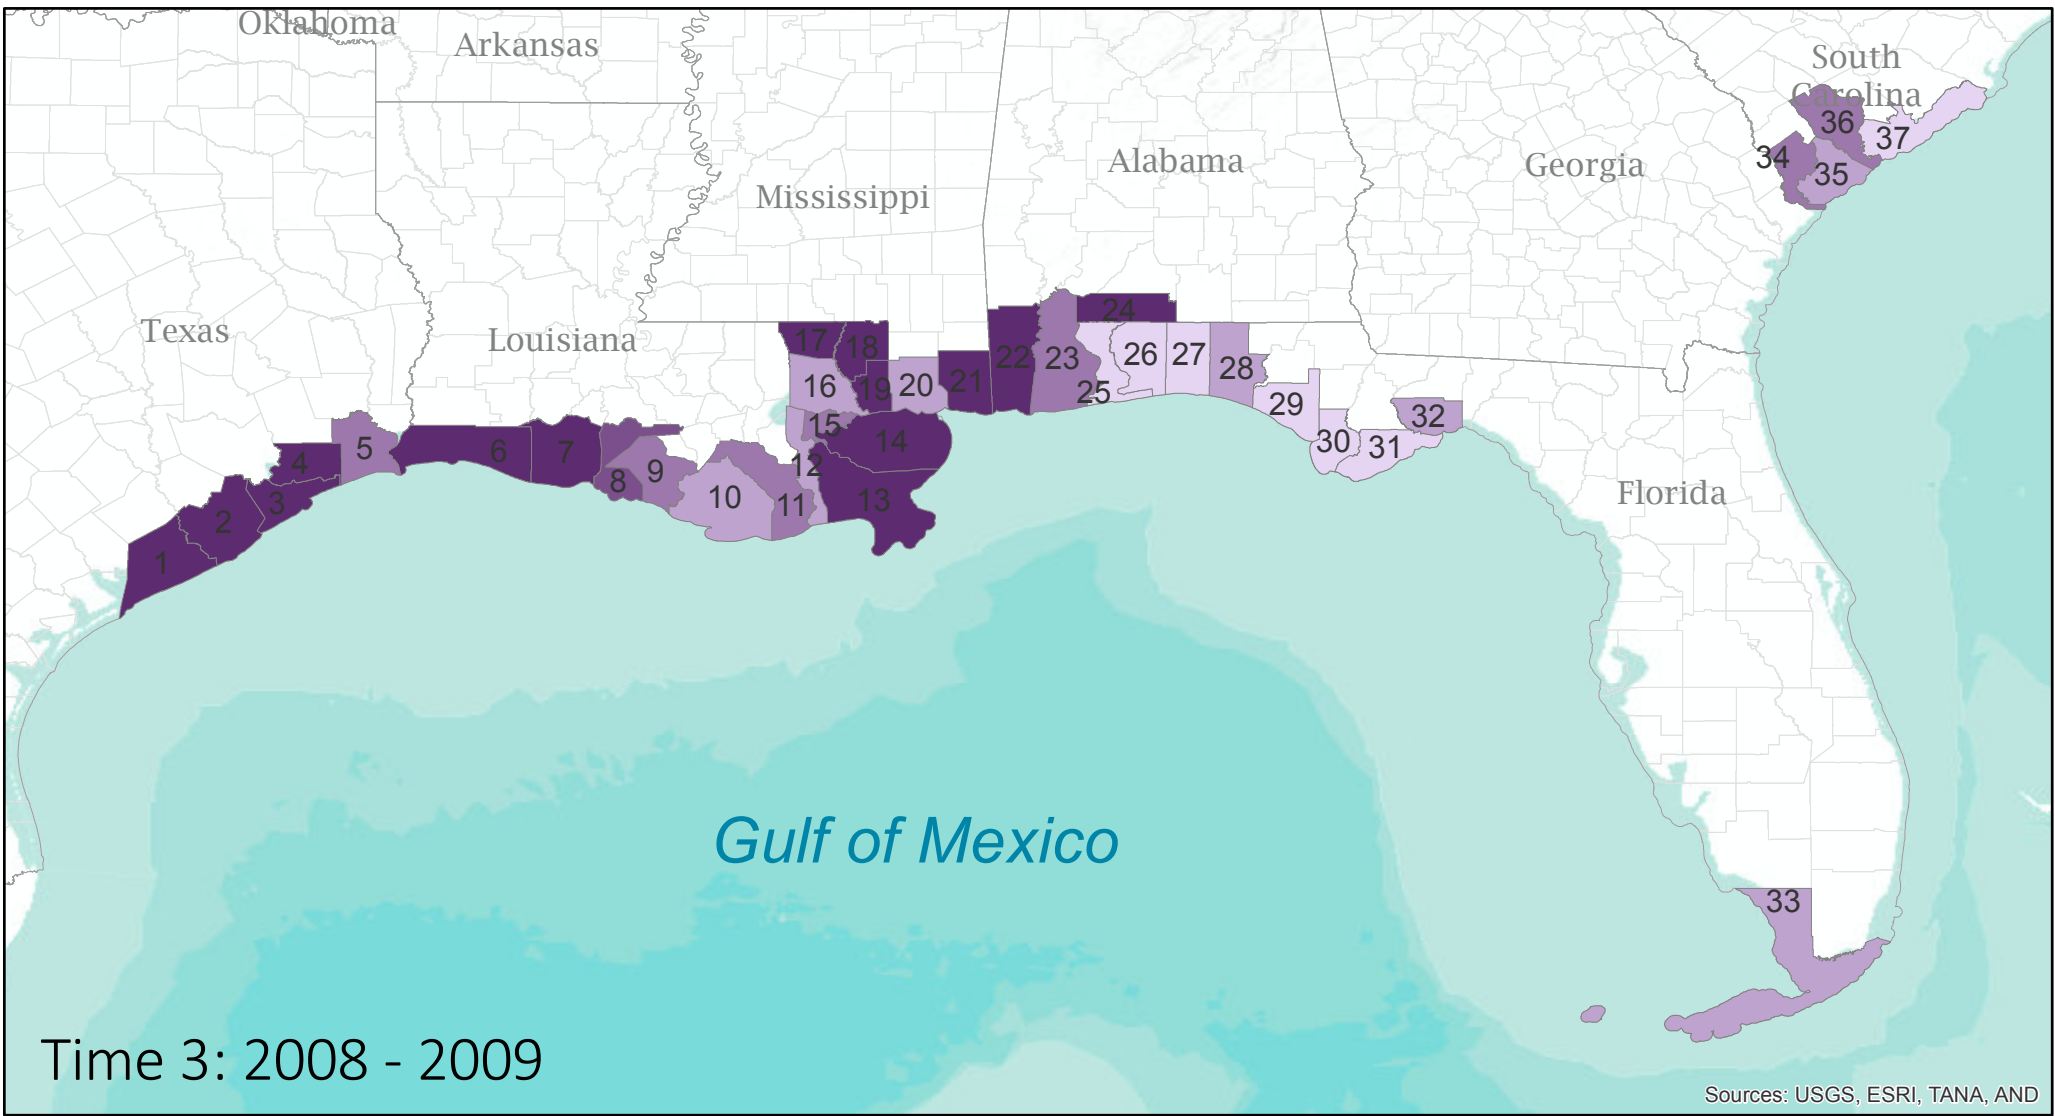 Oklahoma
Arkansas
South
Carolina
36
37
34
35
Mississippi
Alabama
Georgia
Texas
Louisiana
17
18
16
19
20
21
22
23
24
25
26
27
28
29
30
31
32
15
14
12
13
11
10
9
8
7
6
5
4
3
2
1
Florida
Gulf of Mexico
33
Time 3: 2008 - 2009
Sources: USGS, ESRI, TANA, AND